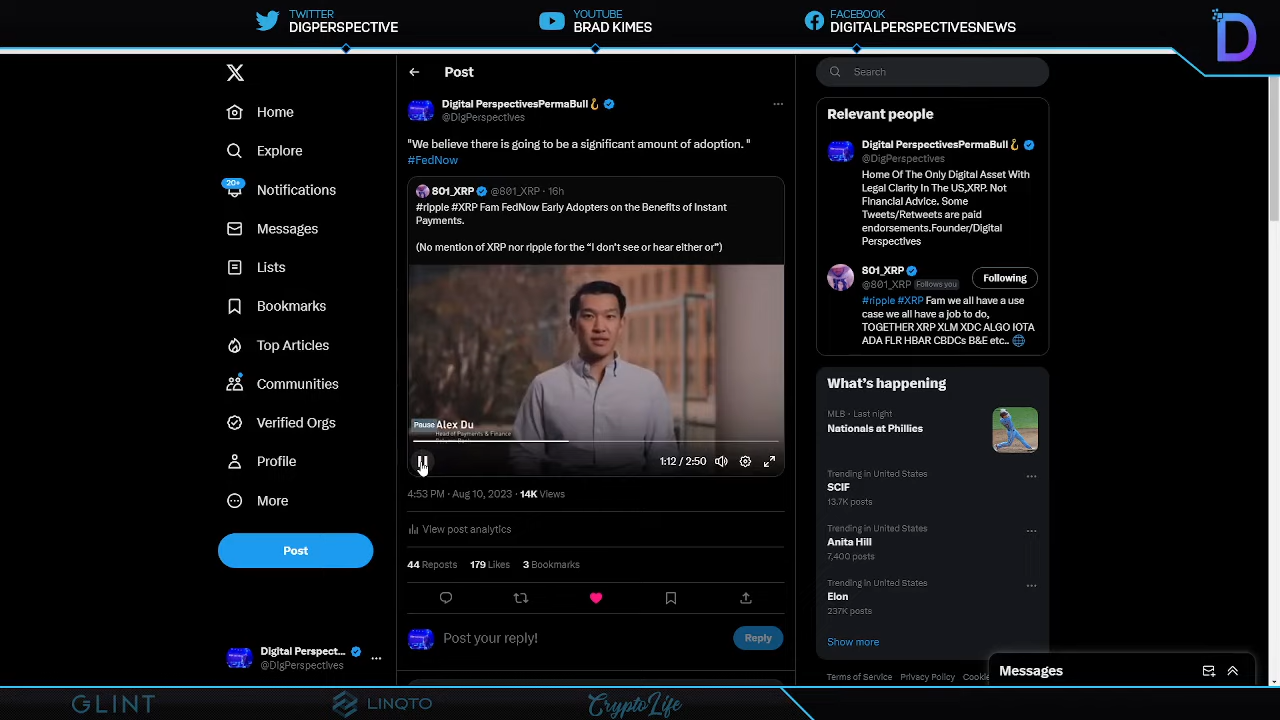 TWITTER
DIGPERSPECTIVE
YOUTUBE
BRAD KIMES
FACEBOOK
DIGITALPERSPECTIVESNEWS
D
Home
Explore
20+
Notifications
Messages
Lists
Bookmarks
Top Articles
Communities
Verified Orgs
Profile
More
Post
Digital Perspect...
@DigPerspectives
Post
Digital PerspectivesPermaBull
@DigPerspectives
"We believe there is going to be a significant amount of adoption. "
#FedNow
801_XRP @801_XRP · 16h
#ripple #XRP Fam FedNow Early Adopters on the Benefits of Instant
Payments.
(No mention of XRP nor ripple for the “I don't see or hear either or”)
Pause
Alex Du
Head of Payments & Finance
1:12 / 2:50
4:53 PM · Aug 10, 2023 · 14K Views
View post analytics
44 Reposts 179 Likes 3 Bookmarks
Post your reply!
Reply
Search
Relevant people
Digital PerspectivesPermaBull
@DigPerspectives
Home Of The Only Digital Asset With
Legal Clarity In The US,XRP. Not
Financial Advice. Some
Tweets/Retweets are paid
endorsements.Founder/Digital
Perspectives
801_XRP
@801_XRP Follows you
Following
#ripple #XRP Fam we all have a use
case we all have a job to do,
TOGETHER XRP XLM XDC ALGO IOTA
ADA FLR HBAR CBDCs B&E etc..
What's happening
MLB · Last night
Nationals at Phillies
Trending in United States
SCIF
13.7K posts
Trending in United States
Anita Hill
7,400 posts
Trending in United States
Elon
237K posts
Show more
Terms of Service Privacy Policy Cookie
Messages
GLINT
LINQTO
CryptoLife